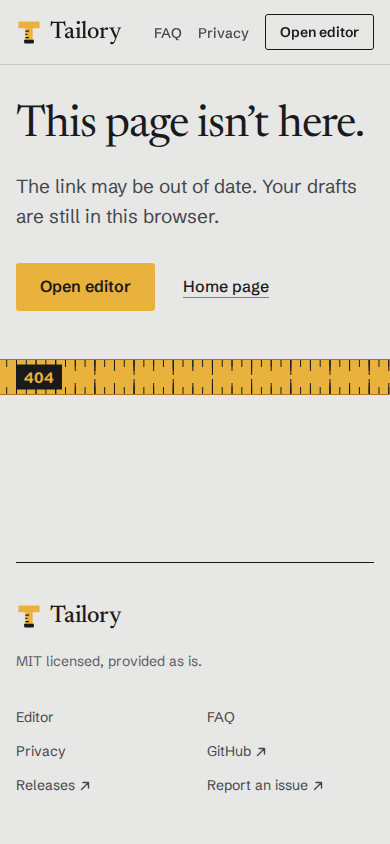 Tailory
FAQ
Privacy
Open editor
This page isn’t here.
The link may be out of date. Your drafts
are still in this browser.
Open editor
Home page
404
Tailory
MIT licensed, provided as is.
Editor
FAQ
Privacy
GitHub
Releases
Report an issue